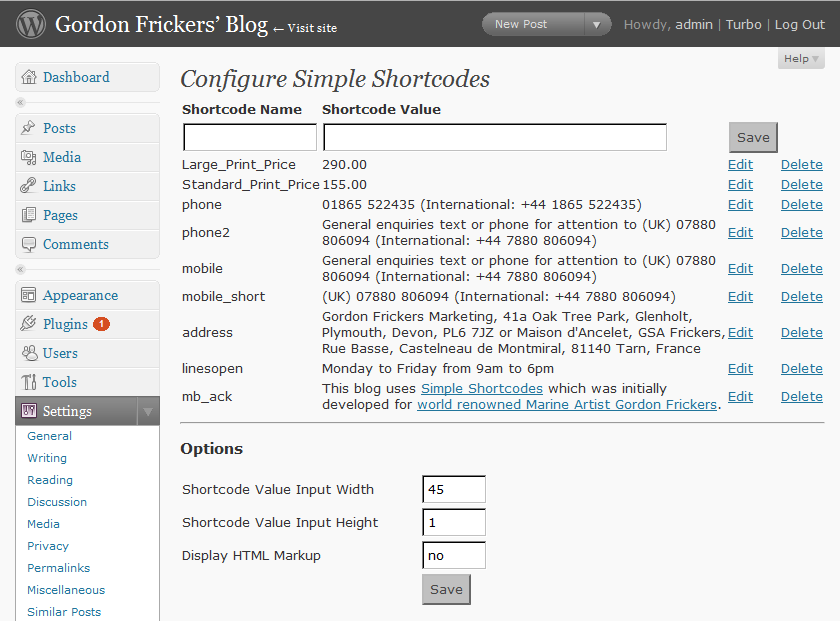 Gordon Frickers' Blog ← Visit site
New Post
Howdy, admin | Turbo | Log Out
Help
Dashboard
Posts
Media
Links
Pages
Comments
Appearance
Plugins 1
Users
Tools
Settings
General
Writing
Reading
Discussion
Media
Privacy
Permalinks
Miscellaneous
Similar Posts
Configure Simple Shortcodes
Shortcode Name Shortcode Value
Save
Large_Print_Price 290.00 Edit Delete
Standard_Print_Price 155.00 Edit Delete
phone 01865 522435 (International: +44 1865 522435) Edit Delete
phone2 General enquiries text or phone for attention to (UK) 07880
806094 (International: +44 7880 806094) Edit Delete
mobile General enquiries text or phone for attention to (UK) 07880
806094 (International: +44 7880 806094) Edit Delete
mobile_short (UK) 07880 806094 (International: +44 7880 806094) Edit Delete
address Gordon Frickers Marketing, 41a Oak Tree Park, Glenholt,
Plymouth, Devon, PL6 7JZ or Maison d'Ancelet, GSA Frickers, Edit Delete
Rue Basse, Castelneau de Montmiral, 81140 Tarn, France
linesopen Monday to Friday from 9am to 6pm Edit Delete
mb_ack This blog uses Simple Shortcodes which was initially
developed for world renowned Marine Artist Gordon Frickers. Edit Delete
Options
Shortcode Value Input Width 45
Shortcode Value Input Height 1
Display HTML Markup no
Save